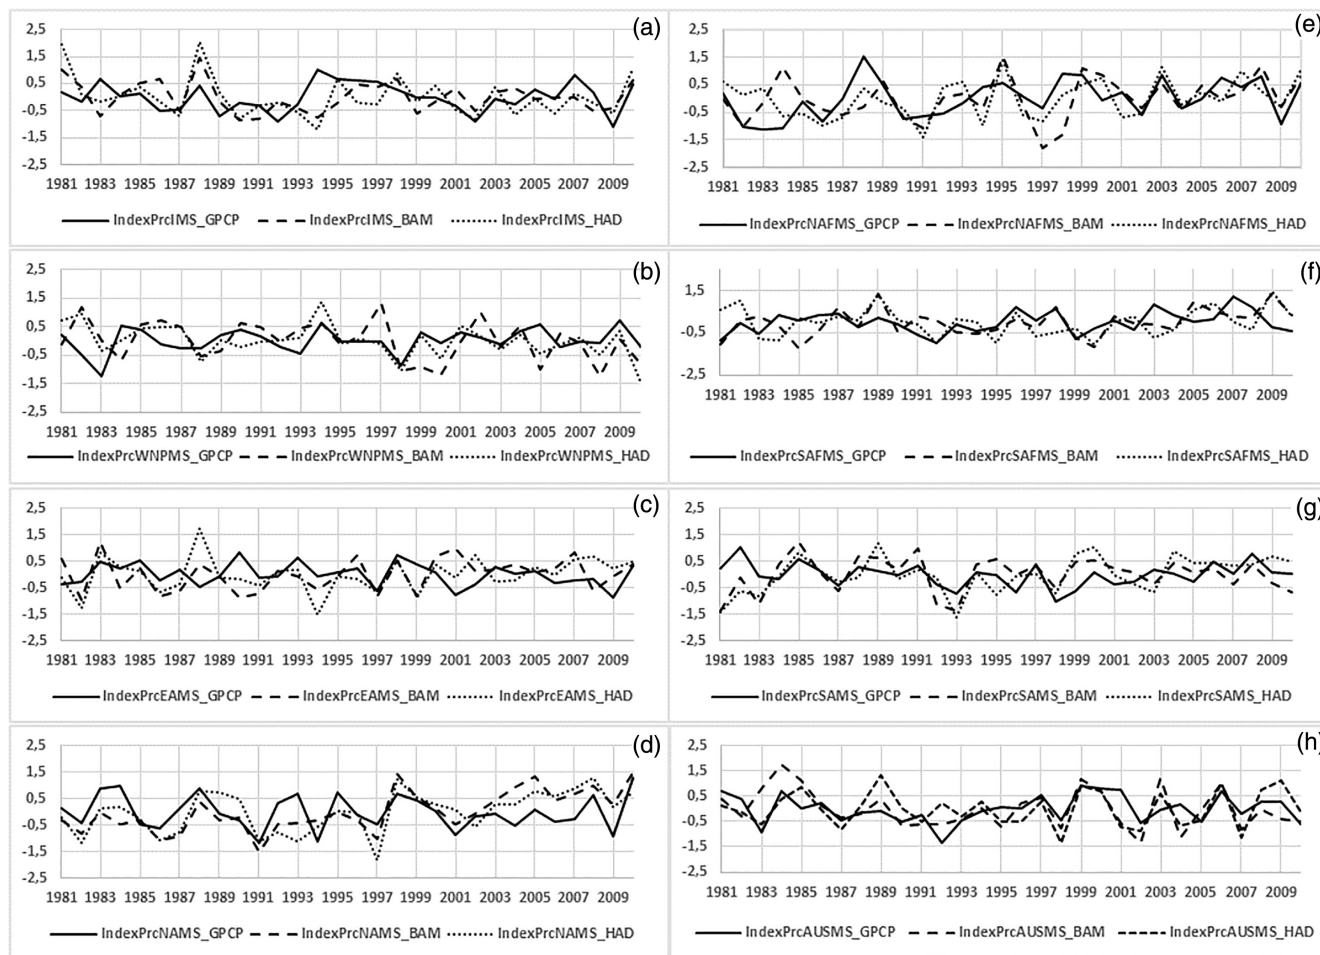 (a)
2,5
1,5
0,5
-0,5
-1,5
-2,5
1981 1983 1985 1987 1989 1991 1993 1995 1997 1999 2001 2003 2005 2007 2009
IndexPrcIMS_GPCP IndexPrcIMS_BAM IndexPrcIMS_HAD
(b)
2,5
1,5
0,5
-0,5
-1,5
-2,5
1981 1983 1985 1987 1989 1991 1993 1995 1997 1999 2001 2003 2005 2007 2009
IndexPrcWNPMS_GPCP IndexPrcWNPMS_BAM IndexPrcWNPMS_HAD
(c)
2,5
1,5
0,5
-0,5
-1,5
-2,5
1981 1983 1985 1987 1989 1991 1993 1995 1997 1999 2001 2003 2005 2007 2009
IndexPrcEAMS_GPCP IndexPrcEAMS_BAM IndexPrcEAMS_HAD
(d)
2,5
1,5
0,5
-0,5
-1,5
-2,5
1981 1983 1985 1987 1989 1991 1993 1995 1997 1999 2001 2003 2005 2007 2009
IndexPrcNAMS_GPCP IndexPrcNAMS_BAM IndexPrcNAMS_HAD
(e)
2,5
1,5
0,5
-0,5
-1,5
-2,5
1981 1983 1985 1987 1989 1991 1993 1995 1997 1999 2001 2003 2005 2007 2009
IndexPrcNAFMS_GPCP IndexPrcNAFMS_BAM IndexPrcNAFMS_HAD
(f)
1,5
-0,5
-2,5
1981 1983 1985 1987 1989 1991 1993 1995 1997 1999 2001 2003 2005 2007 2009
IndexPrcSAFMS_GPCP IndexPrcSAFMS_BAM IndexPrcSAFMS_HAD
(g)
2,5
1,5
0,5
-0,5
-1,5
-2,5
1981 1983 1985 1987 1989 1991 1993 1995 1997 1999 2001 2003 2005 2007 2009
IndexPrcSAMS_GPCP IndexPrcSAMS_BAM IndexPrcSAMS_HAD
(h)
2,5
1,5
0,5
-0,5
-1,5
-2,5
1981 1983 1985 1987 1989 1991 1993 1995 1997 1999 2001 2003 2005 2007 2009
IndexPrcAUSMS_GPCP IndexPrcAUSMS_BAM IndexPrcAUSMS_HAD